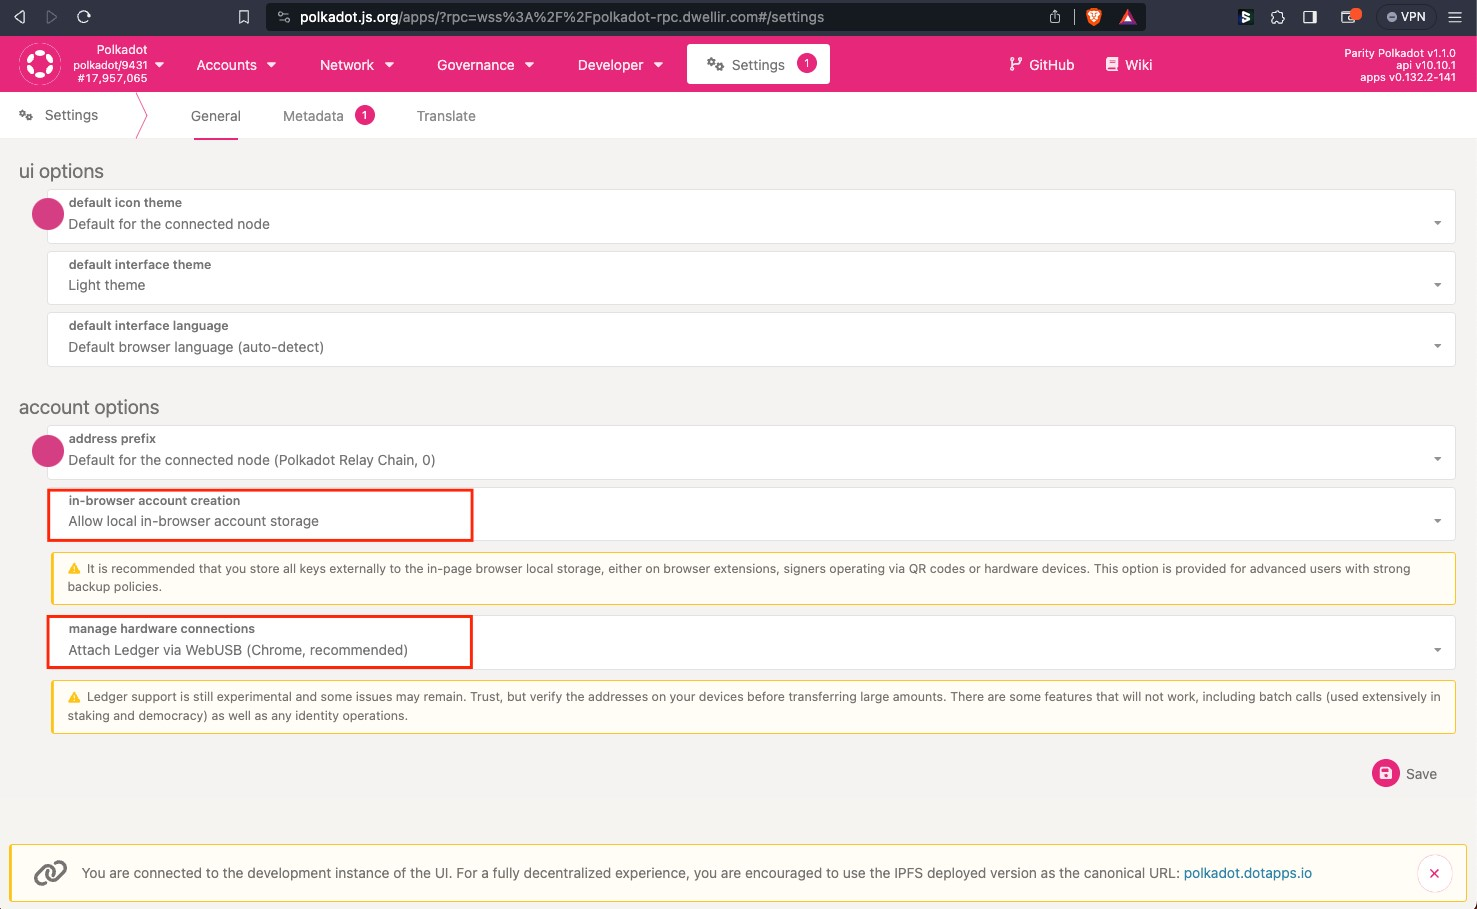 polkadot.js.org/apps/?rpc=wss%3A%2F%2Fpolkadot-rpc.dwellir.com#/settings
VPN
Polkadot
polkadot/9431
#17,957,065
Accounts
Network
Governance
Developer
Settings 1
GitHub
Wiki
Parity Polkadot v1.1.0
api v10.10.1
apps v0.132.2-141
Settings
General
Metadata 1
Translate
ui options
default icon theme
Default for the connected node
default interface theme
Light theme
default interface language
Default browser language (auto-detect)
account options
address prefix
Default for the connected node (Polkadot Relay Chain, 0)
in-browser account creation
Allow local in-browser account storage
It is recommended that you store all keys externally to the in-page browser local storage, either on browser extensions, signers operating via QR codes or hardware devices. This option is provided for advanced users with strong
backup policies.
manage hardware connections
Attach Ledger via WebUSB (Chrome, recommended)
Ledger support is still experimental and some issues may remain. Trust, but verify the addresses on your devices before transferring large amounts. There are some features that will not work, including batch calls (used extensively in
staking and democracy) as well as any identity operations.
Save
You are connected to the development instance of the UI. For a fully decentralized experience, you are encouraged to use the IPFS deployed version as the canonical URL: polkadot.dotapps.io